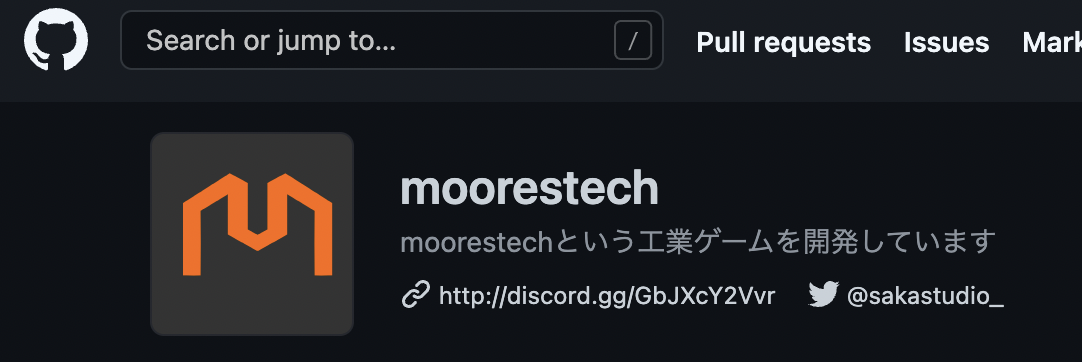 Search or jump to... /
Pull requests Issues Mark
moorestech
moorestechという工業ゲームを開発しています
http://discord.gg/GbJXcY2Vvr @sakastudio_